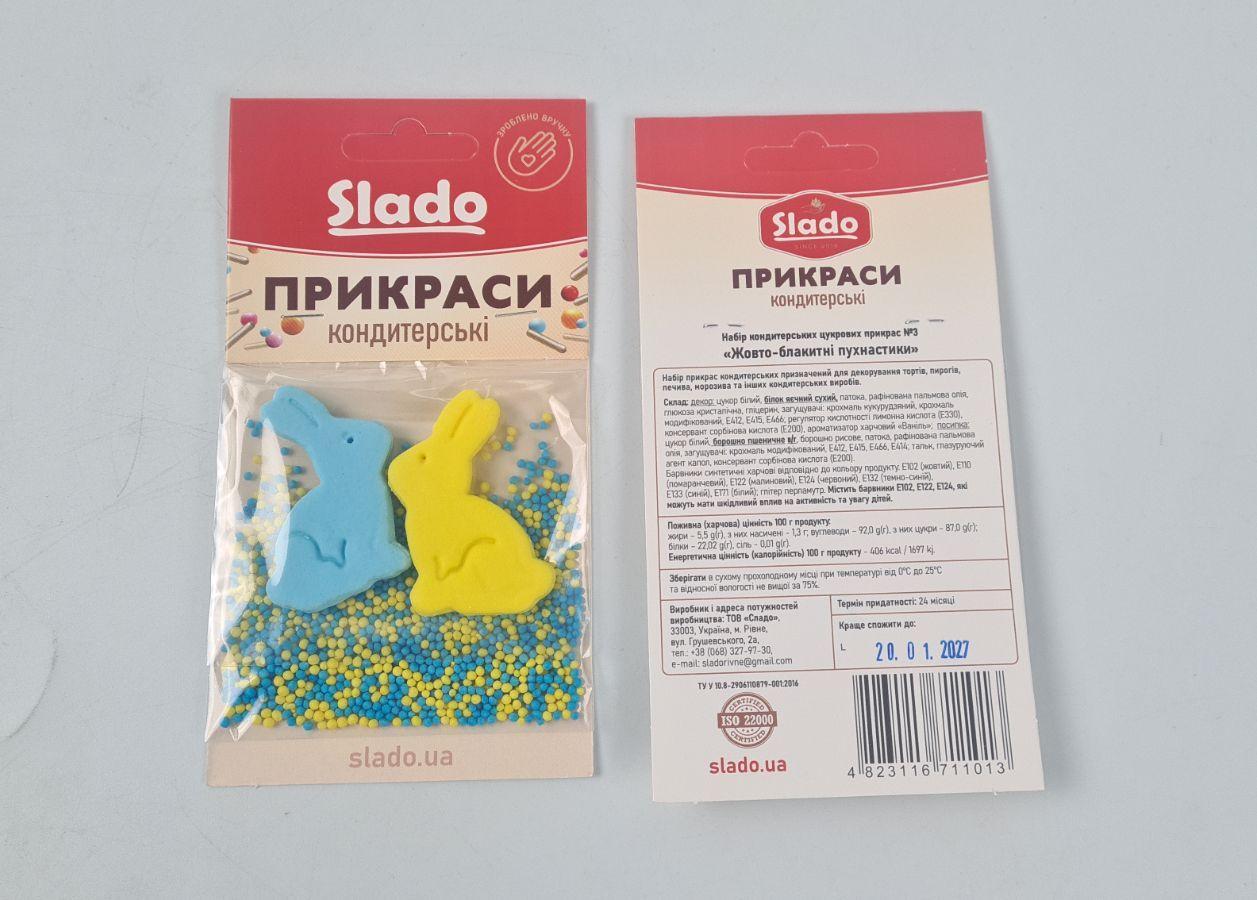 ЗРОБЛЕНО ВРУЧНУ
Slado
ПРИКРАСИ
кондитерські
slado.ua
Slado
SINCE 2016
ПРИКРАСИ
кондитерські
Набір кондитерських цукрових прикрас №3
«Жовто-блакитні пухнастики»
Набір прикрас кондитерських призначений для декорування тортів, пирогів,
печива, морозива та інших кондитерських виробів.
Склад: декор: цукор білий, білок яєчний сухий, патока, рафінована пальмова олія,
глюкоза кристалічна, гліцерин, загущувачі: крохмаль кукурудзяний, крохмаль
модифікований, Е412, Е415, Е466; регулятор кислотності лимонна кислота (Е330),
консервант сорбінова кислота (Е200), ароматизатор харчовий «Ваніль»; посипка:
цукор білий, борошно пшеничне в/г, борошно рисове, патока, рафінована пальмова
олія, загущувачі: крохмаль модифікований, Е412, Е415, Е466, Е414; тальк, глазуруючий
агент капол, консервант сорбінова кислота (Е200).
Барвники синтетичні харчові відповідно до кольору продукту: Е102 (жовтий), Е110
(помаранчевий), Е122 (малиновий), Е124 (червоний), Е132 (темно-синій),
Е133 (синій), Е171 (білий); глітер перламутр. Містить барвники Е102, Е122, Е124, які
можуть мати шкідливий вплив на активність та увагу дітей.
Поживна (харчова) цінність 100 г продукту:
жири – 5,5 g(г), з них насичені - 1,3 г; вуглеводи – 92,0 g(г), з них цукри – 87,0 g(г);
білки – 22,02 g(г), сіль - 0,01 g(г).
Енергетична цінність (калорійність) 100 г продукту - 406 kcal / 1697 kj.
Зберігати в сухому прохолодному місці при температурі від 0°С до 25°С
та відносної вологості не вищої за 75%.
Виробник і адреса потужностей
виробництва: ТОВ «Сладо»,
33003, Україна, м. Рівне,
вул. Грушевського, 2а,
тел.: +38 (068) 327-97-30,
e-mail: sladorivne@gmail.com
Термін придатності: 24 місяці
Краще спожити до:
L
20. 01. 2027
ТУ У 10.8-2906110879-001:2016
CERTIFIED
ISO 22000
CERTIFIED
slado.ua
4 823116 711013